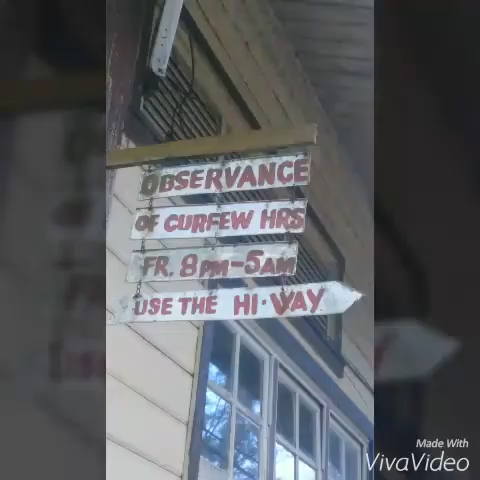 OBSERVANCE
OF CURFEW HRS
FR. 8PM-5AM
USE THE HI-WAY
Made With
VivaVideo